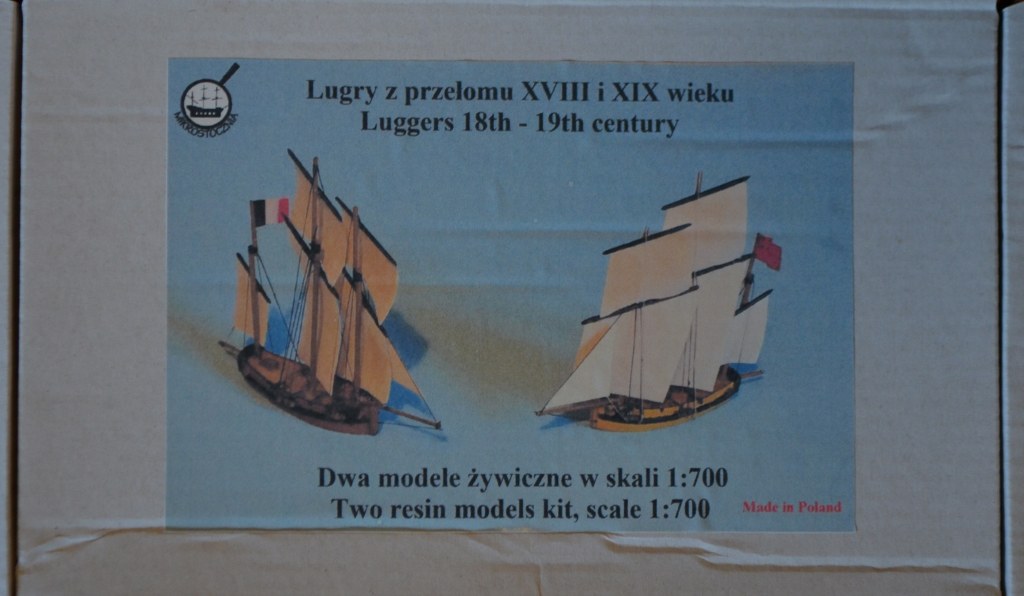 MIKROSTOCZNIA
Lugry z przelomu XVIII i XIX wieku
Luggers 18th - 19th century
Dwa modele żywiczne w skali 1:700
Two resin models kit, scale 1:700
Made in Poland